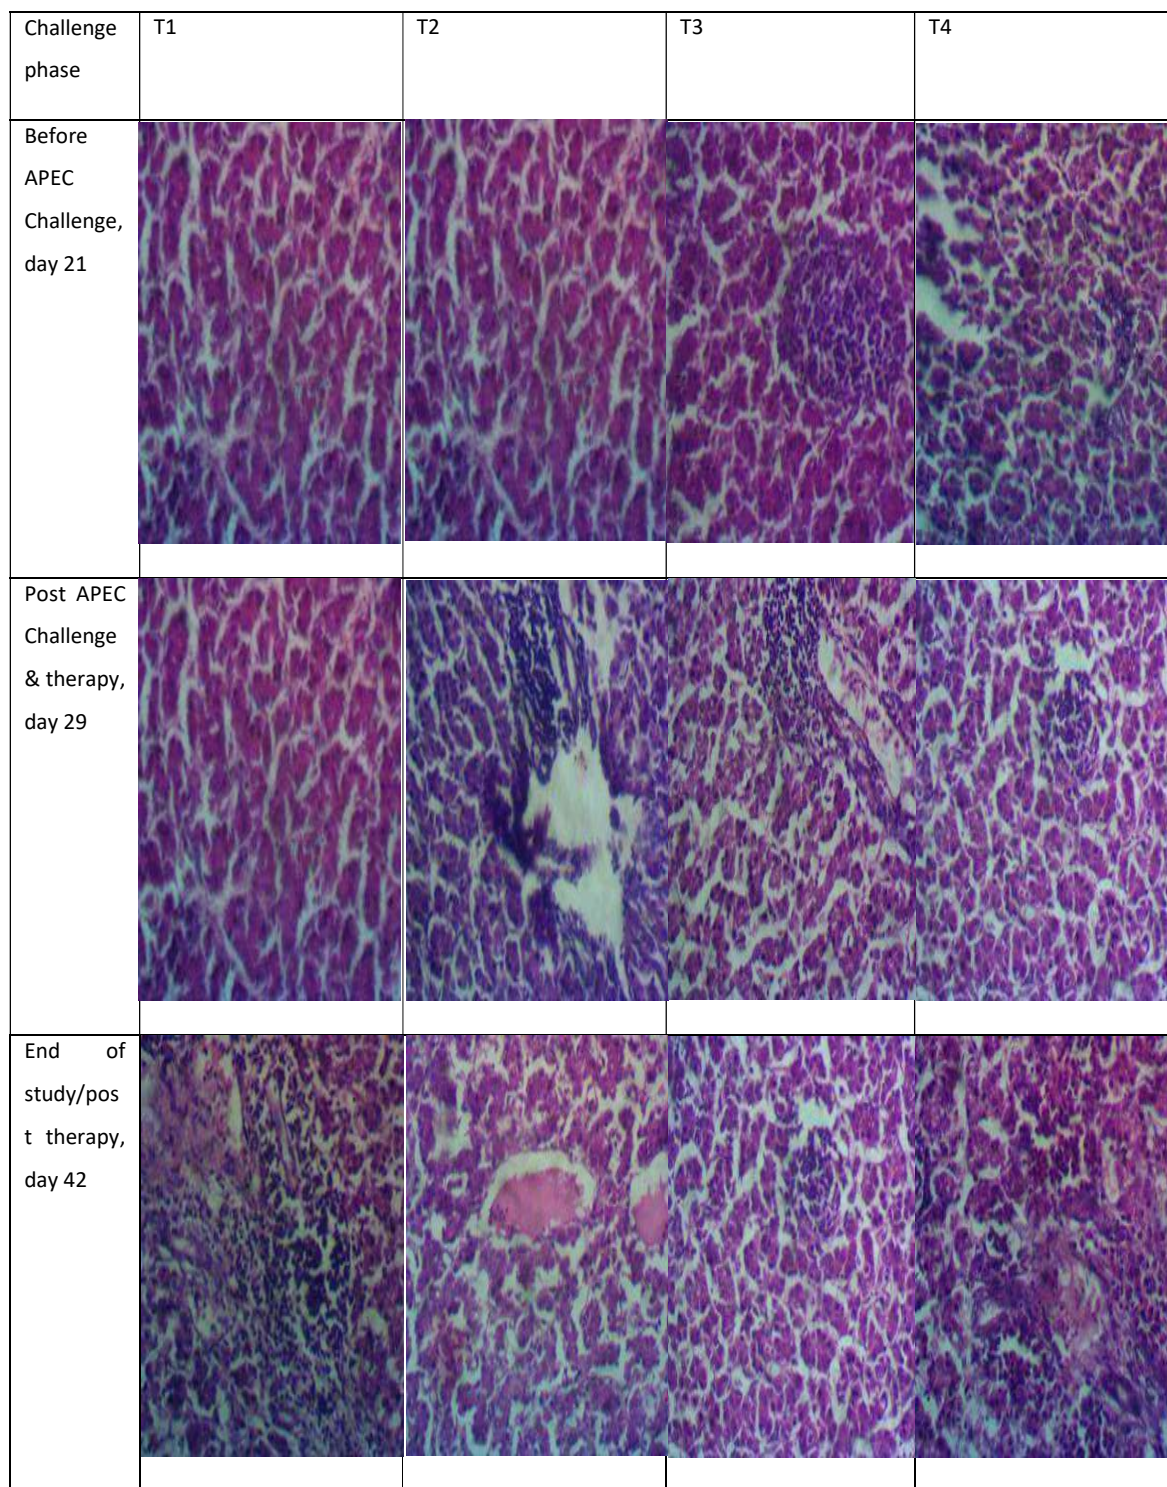 Challenge
phase
T1
T2
T3
T4
Before
APEC
Challenge,
day 21
Post APEC
Challenge
& therapy,
day 29
End of
study/pos
t therapy,
day 42